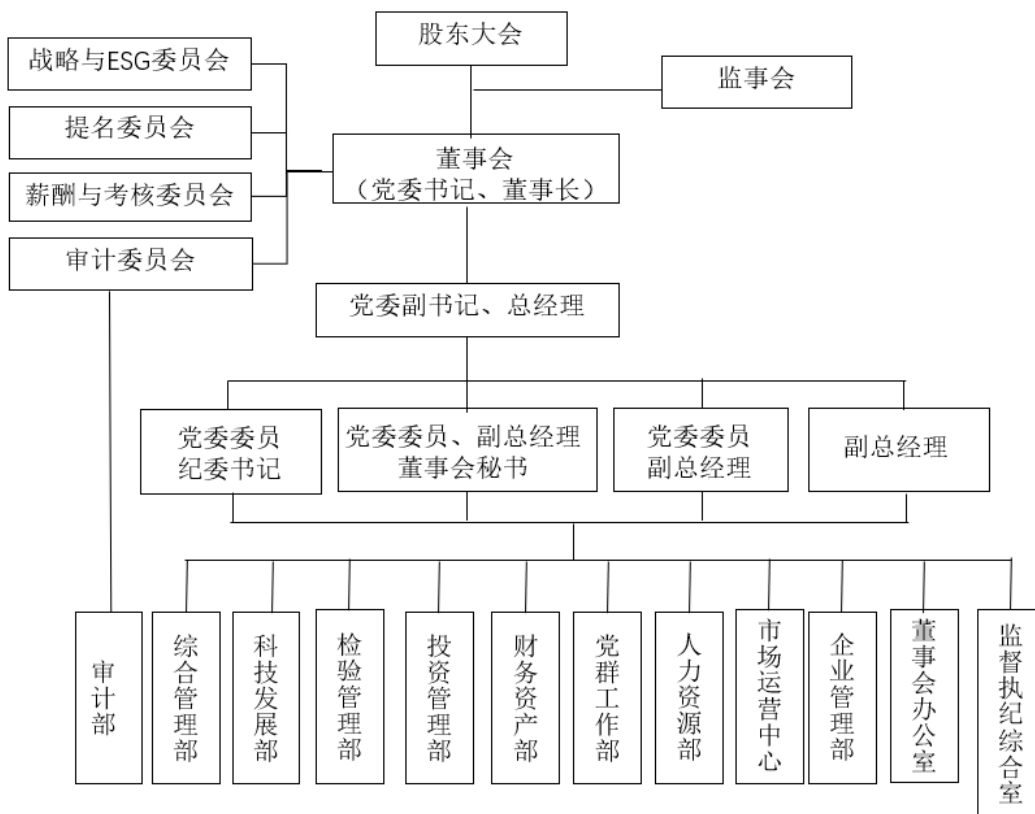 股东大会
战略与ESG委员会
监事会
提名委员会
董事会
（党委书记、董事长）
薪酬与考核委员会
审计委员会
党委副书记、总经理
党委委员
纪委书记
党委委员、副总经理
董事会秘书
党委委员
副总经理
副总经理
审计部
综合管理部
科技发展部
检验管理部
投资管理部
财务资产部
党群工作部
人力资源部
市场运营中心
企业管理部
董事会办公室
监督执纪综合室